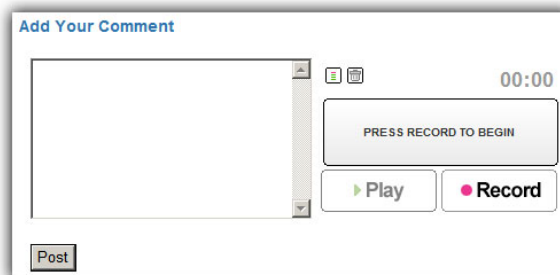 Add Your Comment
00:00
PRESS RECORD TO BEGIN
Play
Record
Post